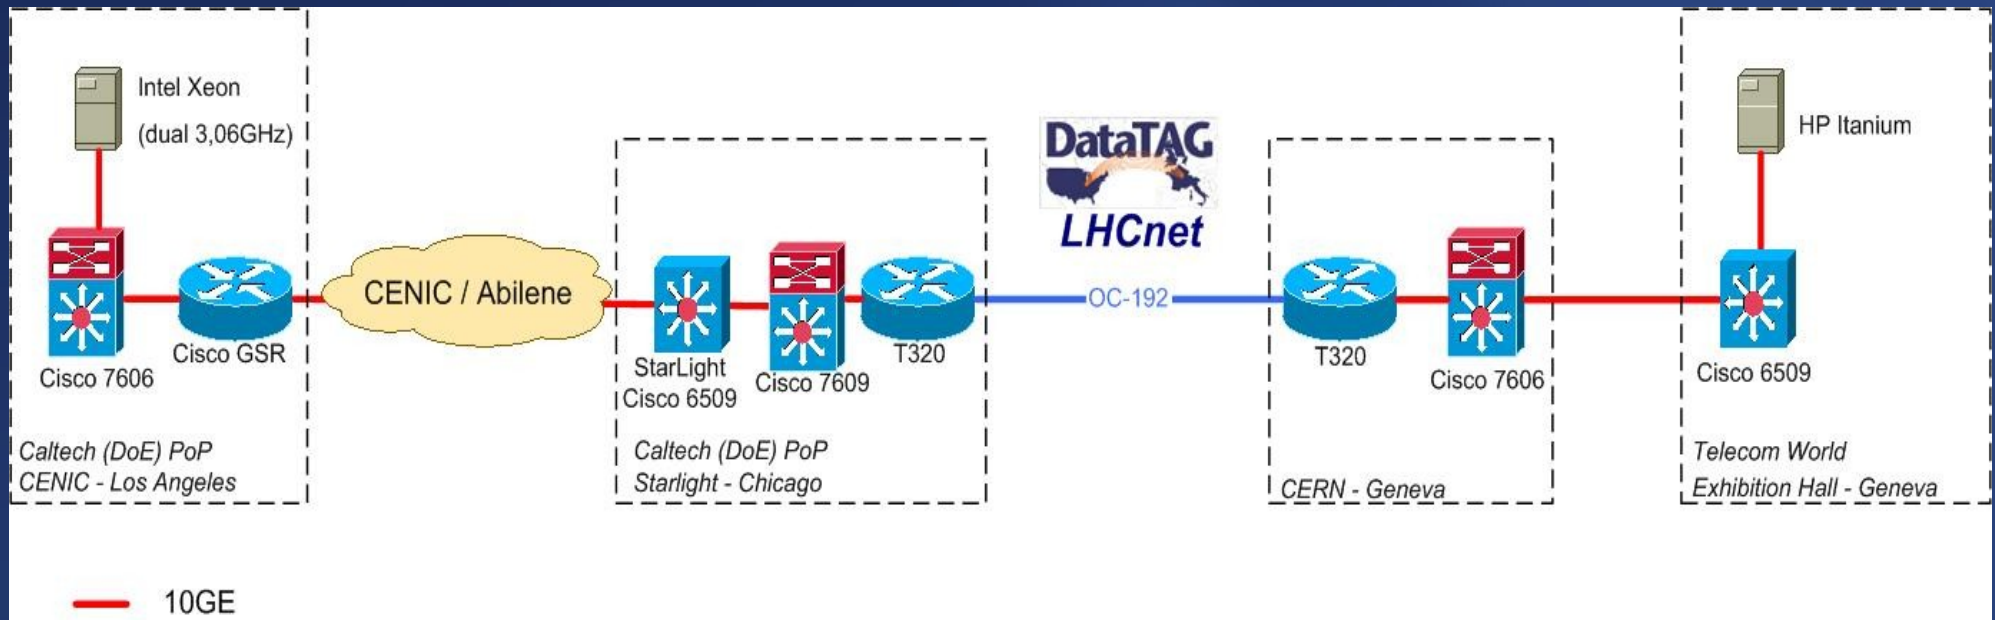 Intel Xeon
(dual 3,06GHz)
Cisco 7606
Cisco GSR
Caltech (DoE) PoP
CENIC - Los Angeles
CENIC / Abilene
StarLight
Cisco 6509
Cisco 7609
T320
Caltech (DoE) PoP
Starlight - Chicago
DataTAG
LHCnet
OC-192
T320
Cisco 7606
CERN - Geneva
HP Itanium
Cisco 6509
Telecom World
Exhibition Hall - Geneva
10GE